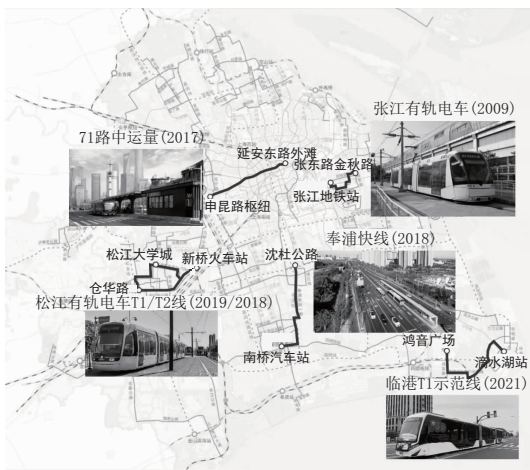 张江有轨电车(2009)
71路中运量(2017)
延安东路外滩
张东路金秋路
张江地铁站
申昆路枢纽
奉浦快线(2018)
松江大学城
新桥火车站
沈杜公路
仓华路
松江有轨电车T1/T2线(2019/2018)
鸿音广场
南桥汽车站
滴水湖站
临港T1示范线(2021)